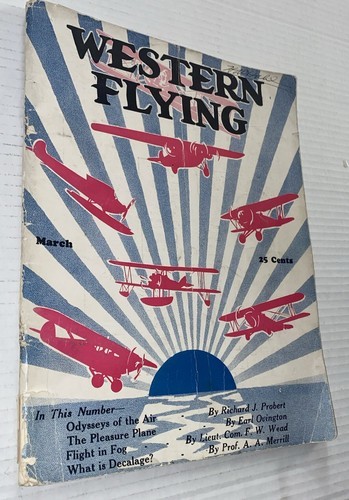 WESTERN
FLYING
March
25 Cents
In This Number—
Odysseys of the Air By Richard J. Probert
The Pleasure Plane By Earl Ovington
Flight in Fog By Lieut. Com. F. W. Wead
What is Decalage? By Prof. A. A. Merrill